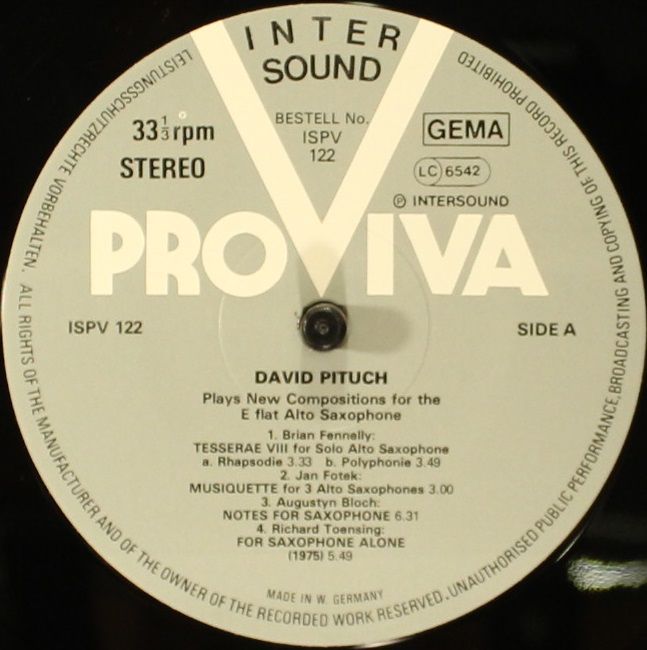 INTER
SOUND
BESTELL No.
ISPV
122
33 1/3 rpm
STEREO
GEMA
LC 6542
℗ INTERSOUND
PROVIVA
ISPV 122
SIDE A
DAVID PITUCH
Plays New Compositions for the
E flat Alto Saxophone
1. Brian Fennelly:
TESSERAE VIII for Solo Alto Saxophone
a. Rhapsodie 3.33 b. Polyphonie 3.49
2. Jan Fotek:
MUSIQUETTE for 3 Alto Saxophones 3.00
3. Augustyn Bloch:
NOTES FOR SAXOPHONE 6.31
4. Richard Toensing:
FOR SAXOPHONE ALONE
(1975) 5.49
MADE IN W. GERMANY
LEISTUNGSSCHUTZRECHTE VORBEHALTEN. ALL RIGHTS OF THE MANUFACTURER AND OF THE OWNER OF THE RECORDED WORK RESERVED. UNAUTHORISED PUBLIC PERFORMANCE, BROADCASTING AND COPYING OF THIS RECORD PROHIBITED